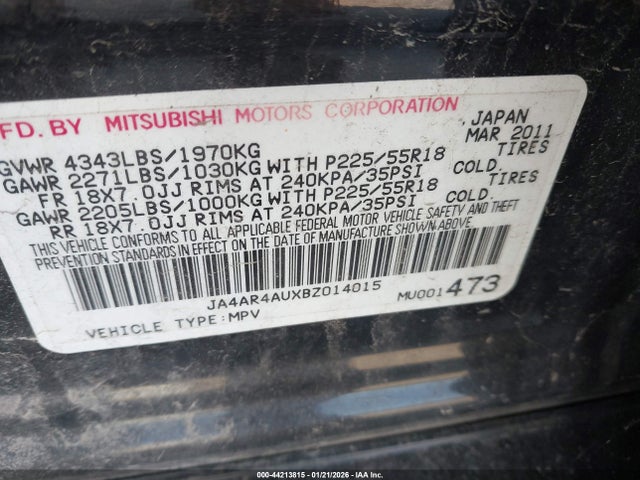 MFD. BY MITSUBISHI MOTORS CORPORATION JAPAN
MAR 2011
GVWR 4343LBS/1970KG
GAWR 2271LBS/1030KG WITH P225/55R18 TIRES
FR 18X7.0JJ RIMS AT 240KPA/35PSI COLD.
GAWR 2205LBS/1000KG WITH P225/55R18 TIRES
RR 18X7.0JJ RIMS AT 240KPA/35PSI COLD.
THIS VEHICLE CONFORMS TO ALL APPLICABLE FEDERAL MOTOR VEHICLE SAFETY AND THEFT
PREVENTION STANDARDS IN EFFECT ON THE DATE OF MANUFACTURE SHOWN ABOVE.
JA4AR4AUXBZ014015
MU001473
VEHICLE TYPE:MPV
000-44213815 - 01/21/2026 - IAA Inc.